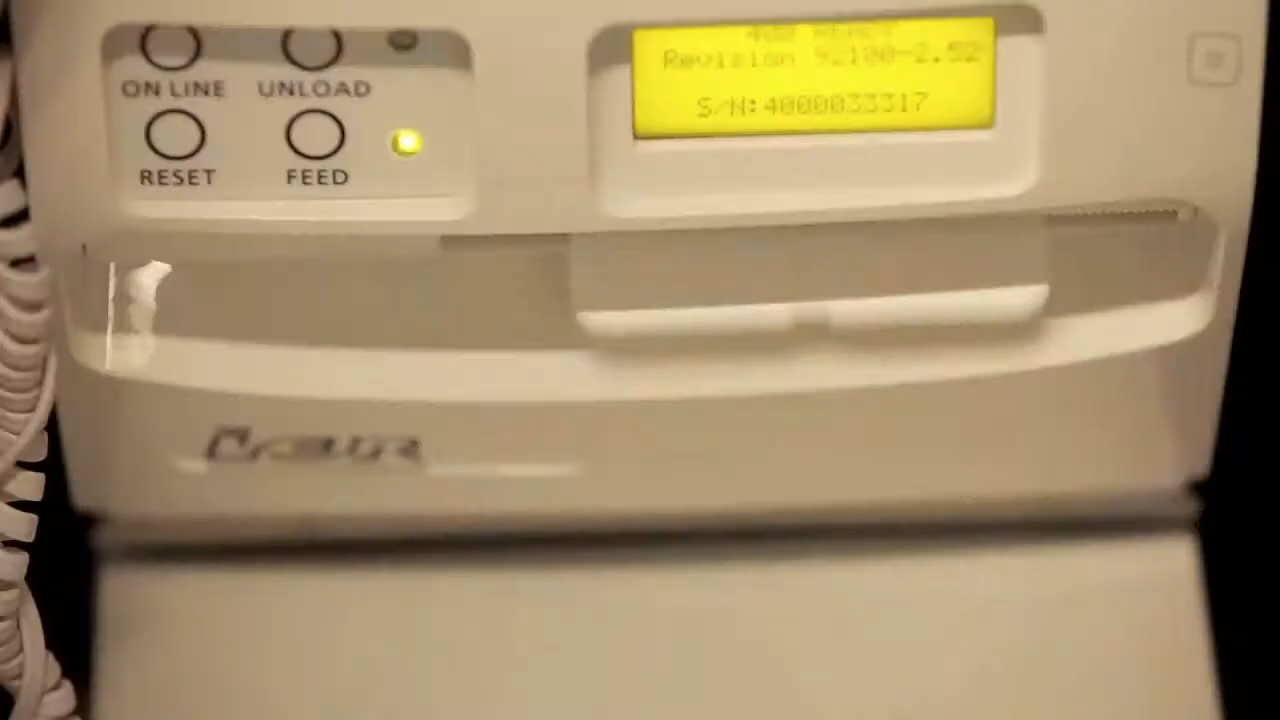 ON LINE UNLOAD
RESET FEED
Revision 92100-2.52
S/N:4000033317